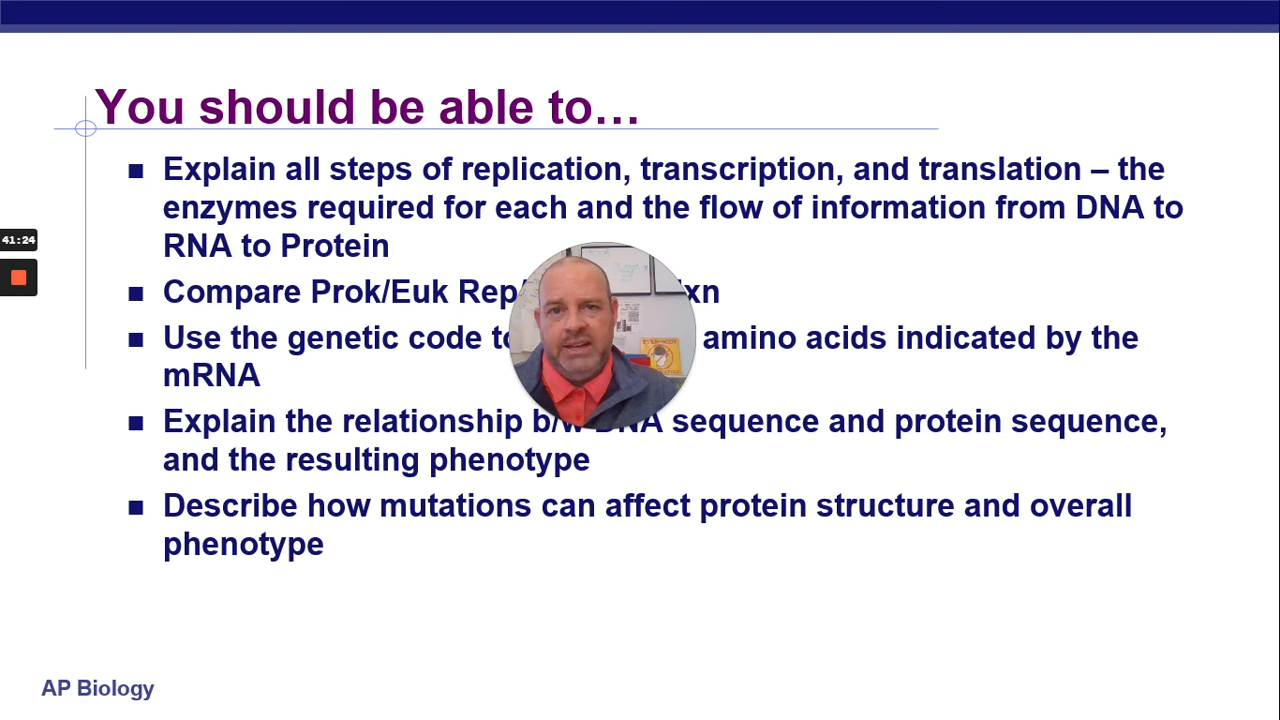 You should be able to…
Explain all steps of replication, transcription, and translation – the
enzymes required for each and the flow of information from DNA to
RNA to Protein
41:24
Compare Prok/Euk Rep/ xn
Use the genetic code to amino acids indicated by the
mRNA
Explain the relationship b/w DNA sequence and protein sequence,
and the resulting phenotype
Describe how mutations can affect protein structure and overall
phenotype
AP Biology